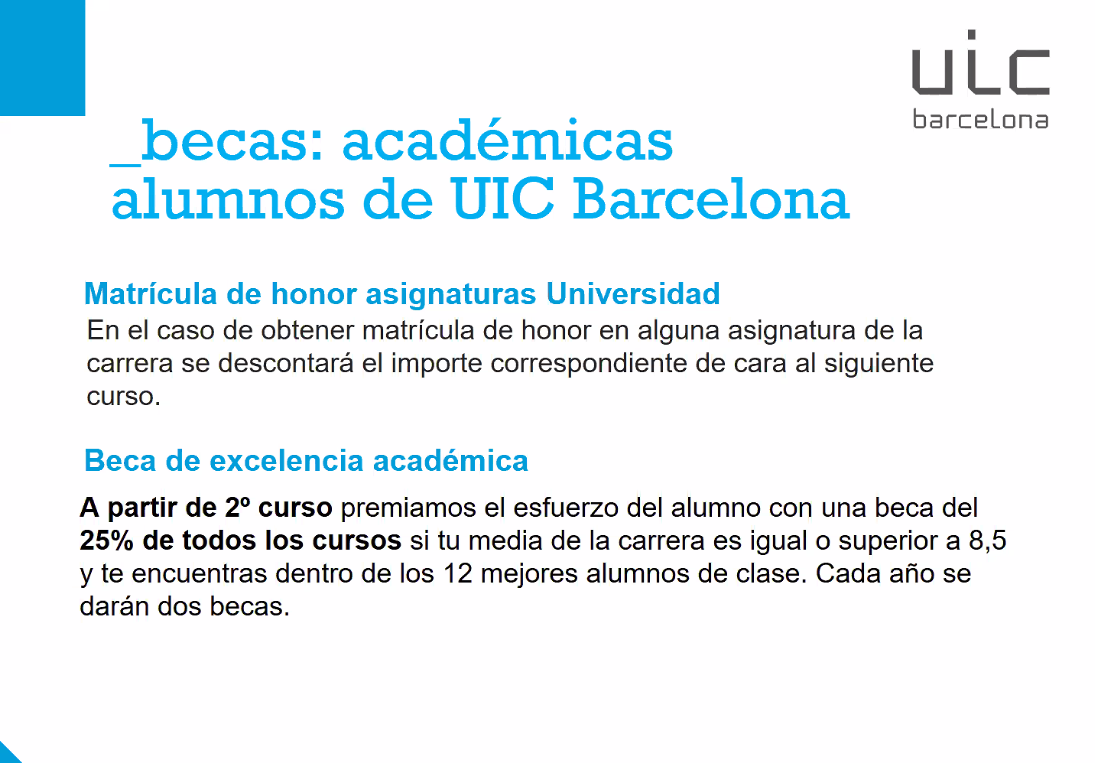 uic
barcelona
_becas: académicas
alumnos de UIC Barcelona
Matrícula de honor asignaturas Universidad
En el caso de obtener matrícula de honor en alguna asignatura de la
carrera se descontará el importe correspondiente de cara al siguiente
curso.
Beca de excelencia académica
A partir de 2º curso premiamos el esfuerzo del alumno con una beca del
25% de todos los cursos si tu media de la carrera es igual o superior a 8,5
y te encuentras dentro de los 12 mejores alumnos de clase. Cada año se
darán dos becas.